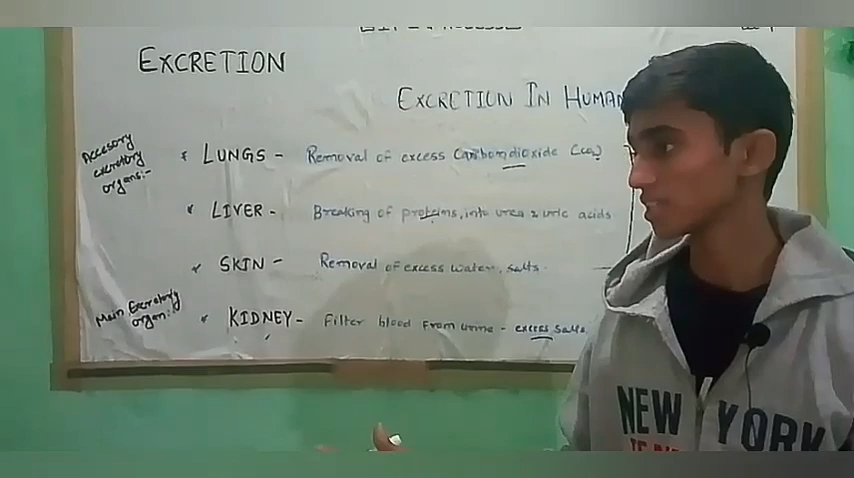 EXCRETION
EXCRETION IN HUMAN
Accesory
excretory
organs:-
* LUNGS - Removal of excess Carbondioxide (CO2)
* LIVER - Breaking of proteins, into urea & uric acids
* SKIN - Removal of excess water, salts.
Main Excretory
organ:-
* KIDNEY - Filter blood from urine - excess salts,
NEW YORK